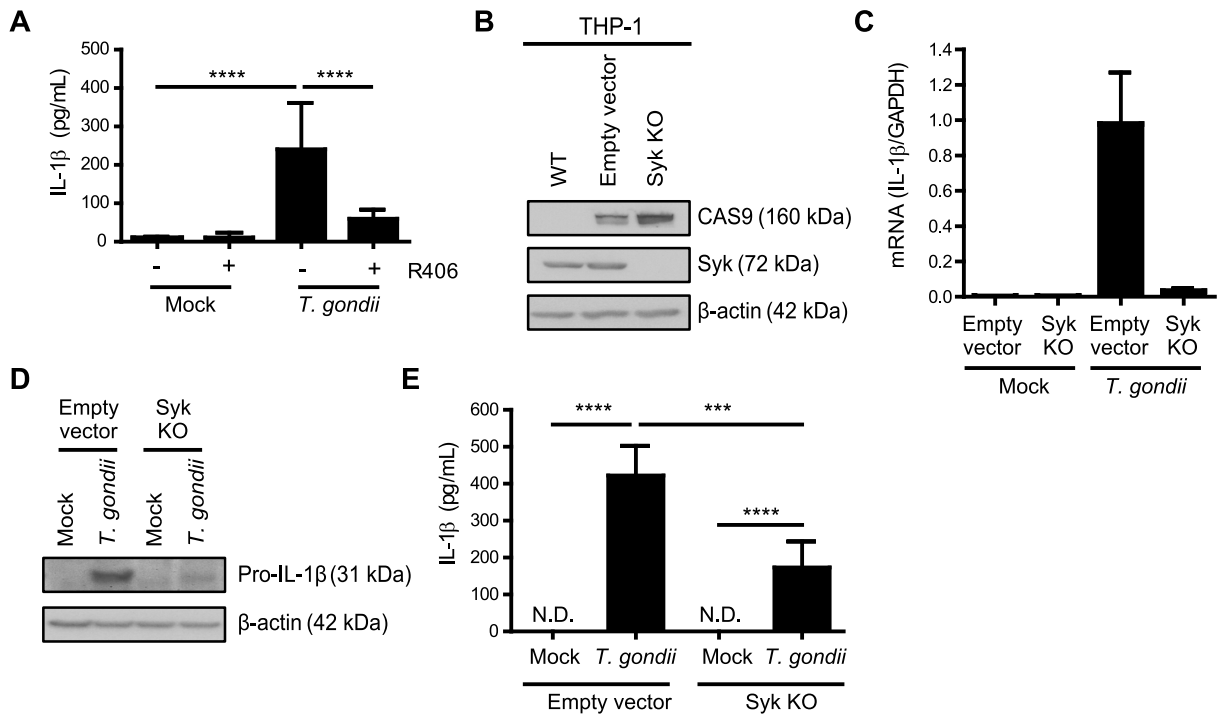 A
500
400
300
200
100
0
IL-1β (pg/mL)
****
****
-
+
-
+
R406
Mock
T. gondii
B
THP-1
WT
Empty vector
Syk KO
CAS9 (160 kDa)
Syk (72 kDa)
β-actin (42 kDa)
C
1.4
1.2
1.0
0.8
0.6
0.4
0.2
0.0
mRNA (IL-1β/GAPDH)
Empty
vector
Syk
KO
Empty
vector
Syk
KO
Mock
T. gondii
D
Empty
vector
Syk
KO
Mock
T. gondii
Mock
T. gondii
Pro-IL-1β (31 kDa)
β-actin (42 kDa)
E
600
500
400
300
200
100
0
IL-1β (pg/mL)
****
***
****
N.D.
N.D.
Mock
T. gondii
Mock
T. gondii
Empty vector
Syk KO